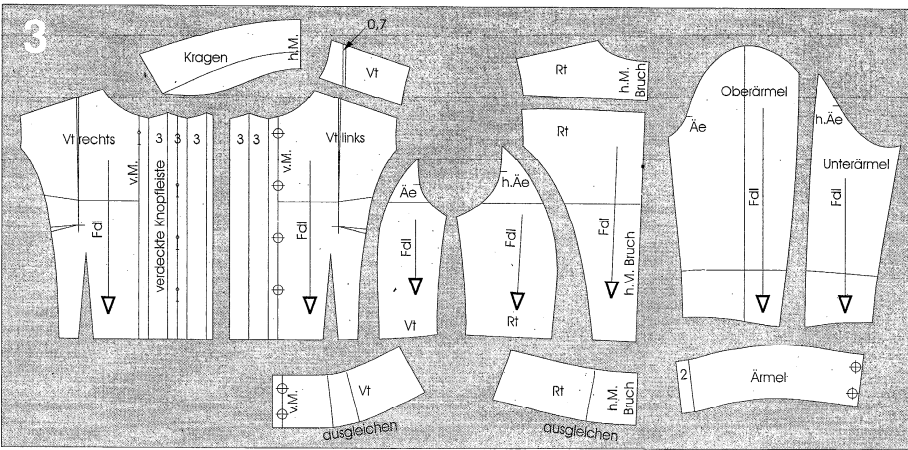 3
Kragen
hi.M.
0,7
Vt
Rt
h.M.
Bruch
Oberärmel
Äe
Fdl
h.Äe
Unterärmel
Fdl
Vt rechts
Fdl
v.M.
verdeckte Knopfleiste
3 3 3
3 3
v.M.
Vt links
Fdl
Äe
Fdl
Vt
h.Äe
Fdl
Rt
Rt
Fdl
h.M. Bruch
v.M.
Vt
ausgleichen
Rt
h.M.
Bruch
ausgleichen
2
Ärmel